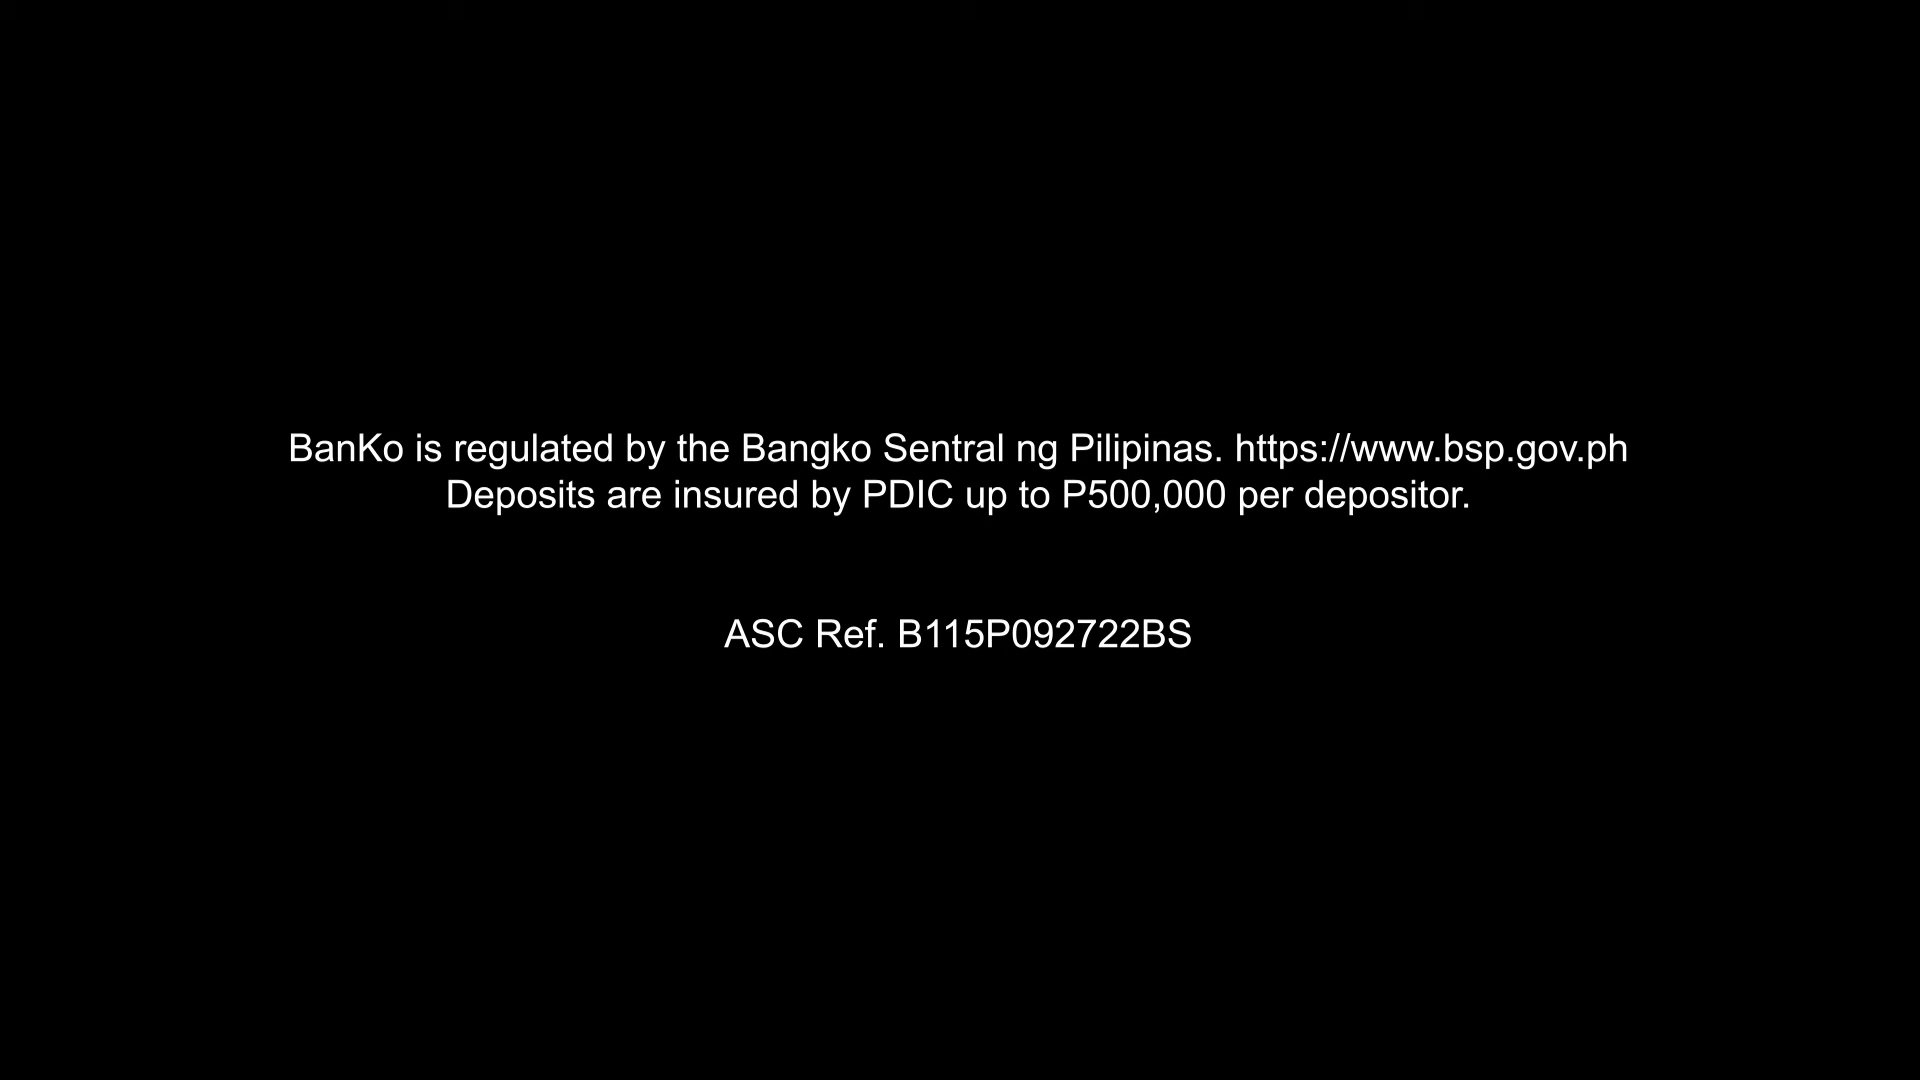 BanKo is regulated by the Bangko Sentral ng Pilipinas. https://www.bsp.gov.ph
Deposits are insured by PDIC up to P500,000 per depositor.
ASC Ref. B115P092722BS